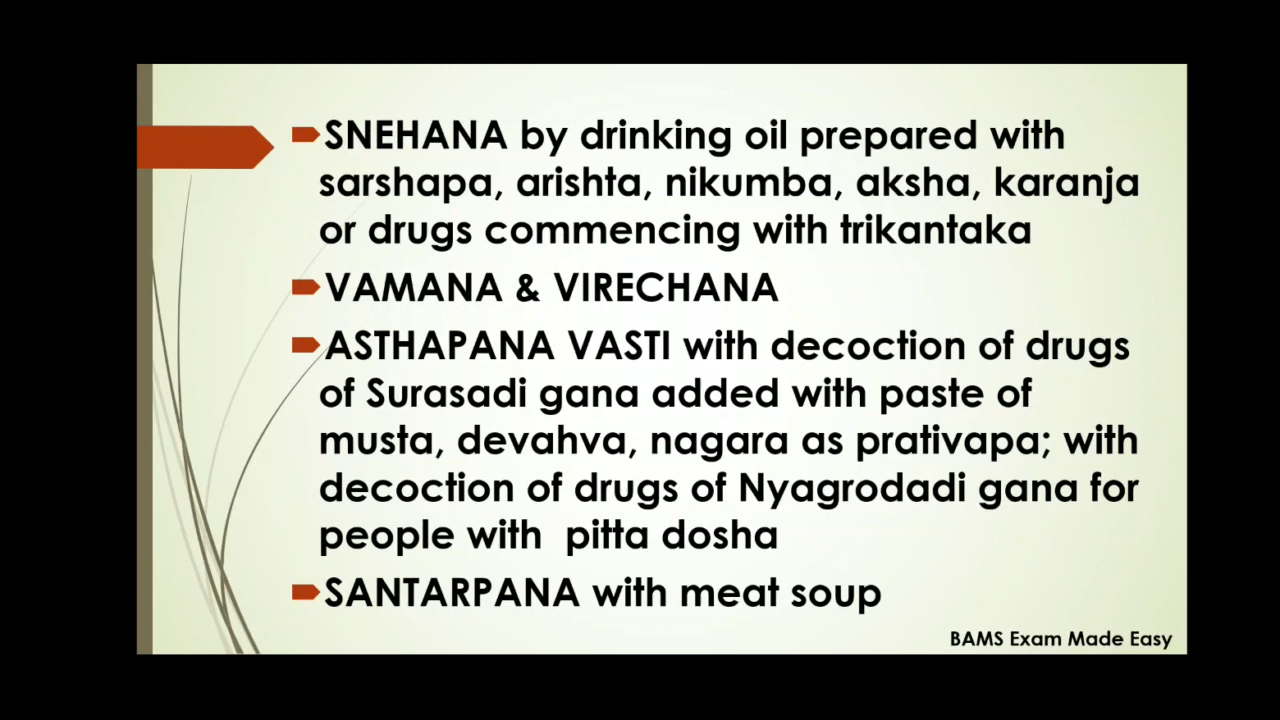 SNEHANA by drinking oil prepared with
sarshapa, arishta, nikumba, aksha, karanja
or drugs commencing with trikantaka
VAMANA & VIRECHANA
ASTHAPANA VASTI with decoction of drugs
of Surasadi gana added with paste of
musta, devahva, nagara as prativapa; with
decoction of drugs of Nyagrodadi gana for
people with pitta dosha
SANTARPANA with meat soup
BAMS Exam Made Easy